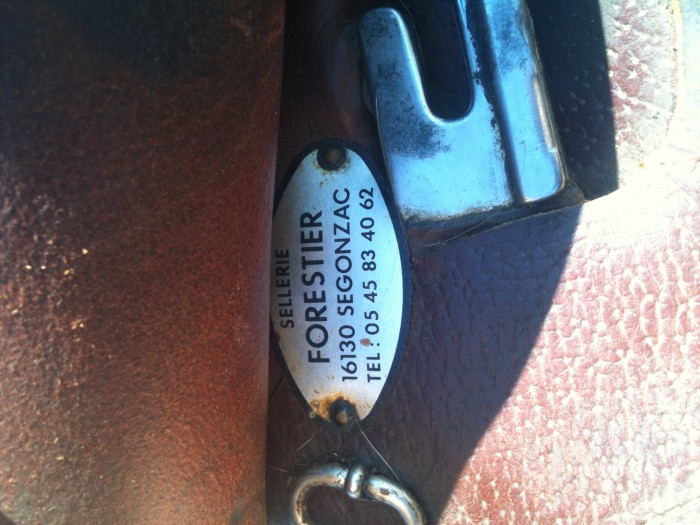 SELLERIE
FORESTIER
16130 SEGONZAC
TEL: 05 45 83 40 62